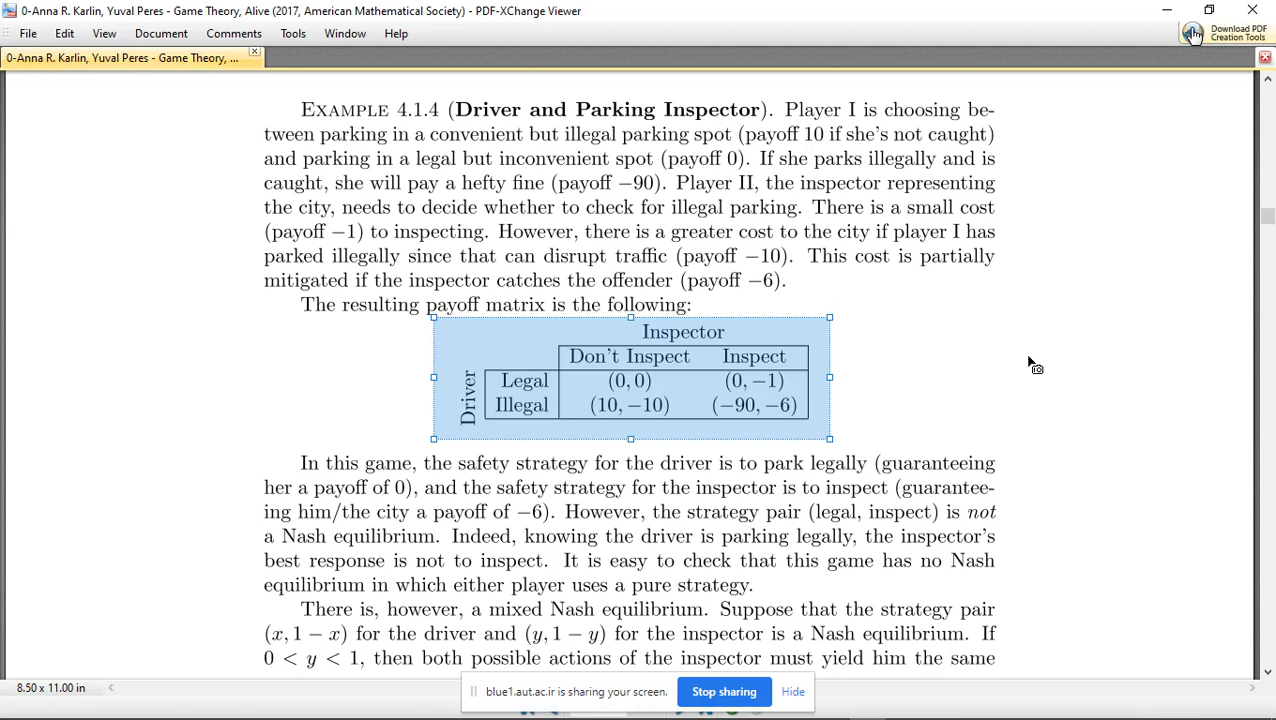 0-Anna R. Karlin, Yuval Peres - Game Theory, Alive (2017, American Mathematical Society) - PDF-XChange Viewer
File Edit View Document Comments Tools Window Help
Download PDF
Creation Tools
0-Anna R. Karlin, Yuval Peres - Game Theory, ...
EXAMPLE 4.1.4 (Driver and Parking Inspector). Player I is choosing be-
tween parking in a convenient but illegal parking spot (payoff 10 if she's not caught)
and parking in a legal but inconvenient spot (payoff 0). If she parks illegally and is
caught, she will pay a hefty fine (payoff −90). Player II, the inspector representing
the city, needs to decide whether to check for illegal parking. There is a small cost
(payoff −1) to inspecting. However, there is a greater cost to the city if player I has
parked illegally since that can disrupt traffic (payoff −10). This cost is partially
mitigated if the inspector catches the offender (payoff −6).
The resulting payoff matrix is the following:
Inspector
Don't Inspect Inspect
Driver
Legal (0, 0) (0, −1)
Illegal (10, −10) (−90, −6)
In this game, the safety strategy for the driver is to park legally (guaranteeing
her a payoff of 0), and the safety strategy for the inspector is to inspect (guarantee-
ing him/the city a payoff of −6). However, the strategy pair (legal, inspect) is not
a Nash equilibrium. Indeed, knowing the driver is parking legally, the inspector's
best response is not to inspect. It is easy to check that this game has no Nash
equilibrium in which either player uses a pure strategy.
There is, however, a mixed Nash equilibrium. Suppose that the strategy pair
(x, 1 − x) for the driver and (y, 1 − y) for the inspector is a Nash equilibrium. If
0 < y < 1, then both possible actions of the inspector must yield him the same
8.50 x 11.00 in
blue1.aut.ac.ir is sharing your screen. Stop sharing Hide